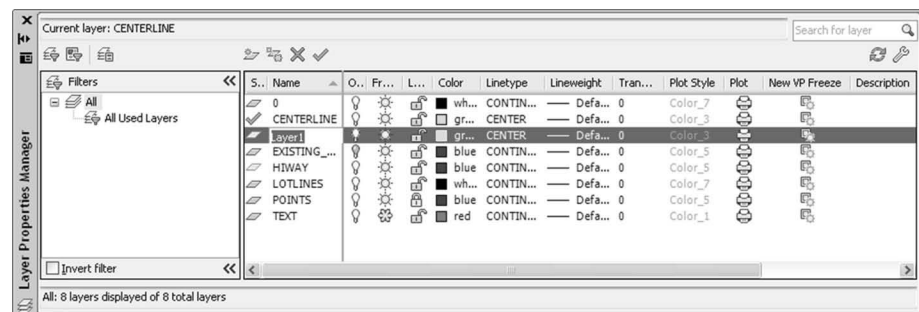 Current layer: CENTERLINE
Search for layer
Filters
All
All Used Layers
Invert filter
S.. Name O.. Fr... L... Color Linetype Lineweight Tran... Plot Style Plot New VP Freeze Description
0 wh... CONTIN... Defa... 0 Color_7
CENTERLINE gr... CENTER Defa... 0 Color_3
Layer1 gr... CENTER Defa... 0 Color_3
EXISTING_... blue CONTIN... Defa... 0 Color_5
HIWAY blue CONTIN... Defa... 0 Color_5
LOTLINES wh... CONTIN... Defa... 0 Color_7
POINTS blue CONTIN... Defa... 0 Color_5
TEXT red CONTIN... Defa... 0 Color_1
Layer Properties Manager
All: 8 layers displayed of 8 total layers